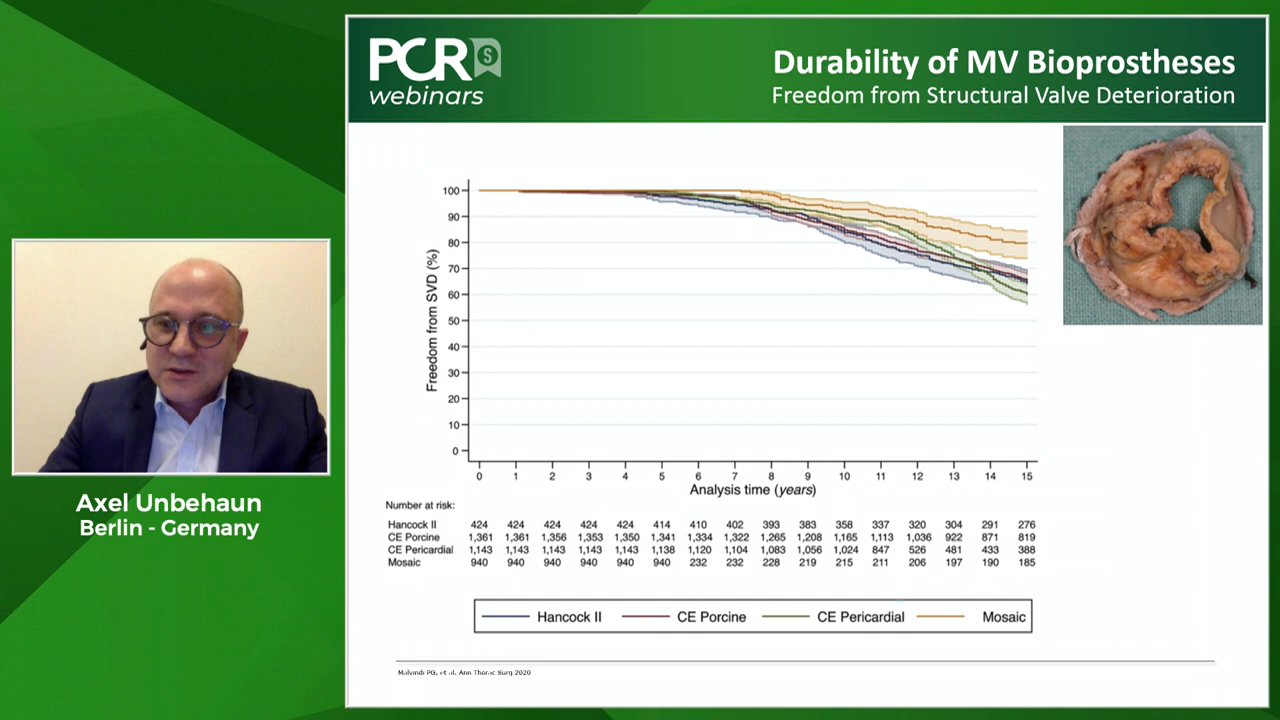 PCR
webinars
Durability of MV Bioprostheses
Freedom from Structural Valve Deterioration
Axel Unbehaun
Berlin - Germany
Freedom from SVD (%)
100
90
80
70
60
50
40
30
20
10
0
0 1 2 3 4 5 6 7 8 9 10 11 12 13 14 15
Analysis time (years)
Number at risk:
Hancock II 424 424 424 424 424 414 410 402 393 383 358 337 320 304 291 276
CE Porcine 1,361 1,361 1,356 1,353 1,350 1,341 1,334 1,322 1,265 1,208 1,165 1,113 1,036 922 871 819
CE Pericardial 1,143 1,143 1,143 1,143 1,143 1,138 1,120 1,104 1,083 1,056 1,024 847 526 481 433 388
Mosaic 940 940 940 940 940 940 232 232 228 219 215 211 206 197 190 185
Hancock II CE Porcine CE Pericardial Mosaic
Malvindi PG, et al. Ann Thorac Surg 2020